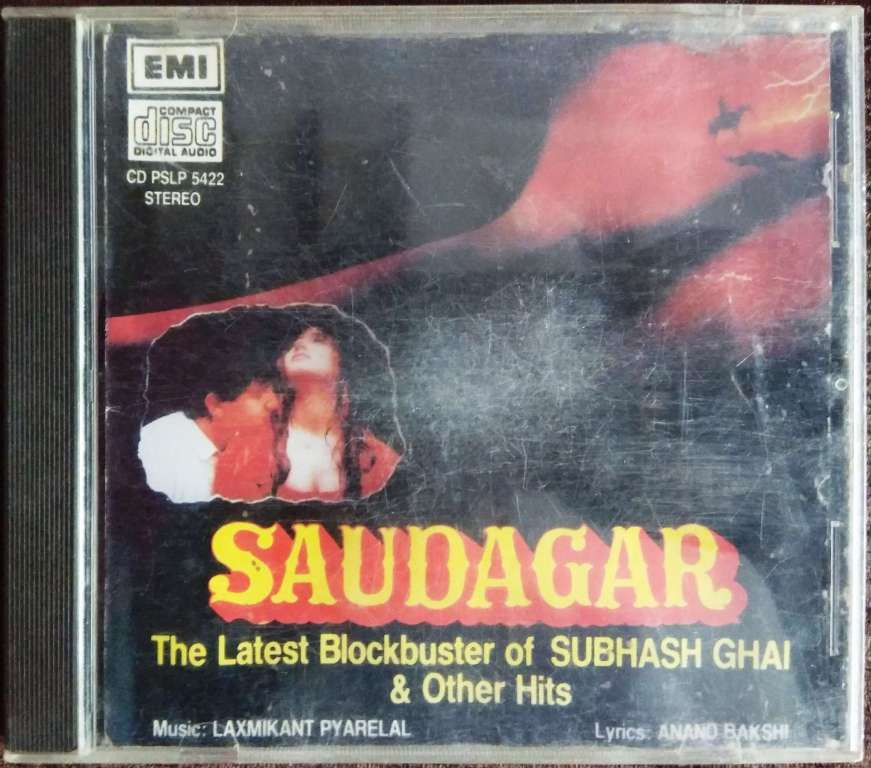 EMI
COMPACT
disc
DIGITAL AUDIO
CD PSLP 5422
STEREO
SAUDAGAR
The Latest Blockbuster of SUBHASH GHAI
& Other Hits
Music: LAXMIKANT PYARELAL Lyrics: ANAND BAKSHI